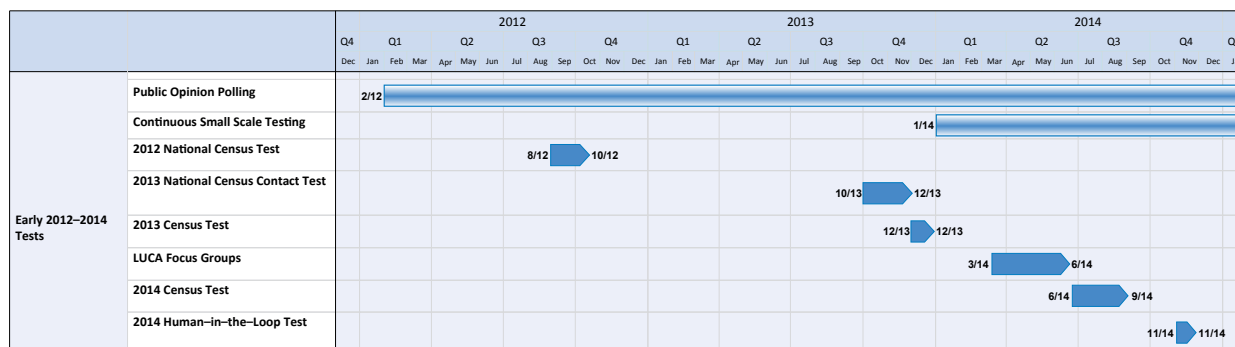 2012 2013 2014
Q4 Q1 Q2 Q3 Q4 Q1 Q2 Q3 Q4 Q1 Q2 Q3 Q4
Dec Jan Feb Mar Apr May Jun Jul Aug Sep Oct Nov Dec Jan Feb Mar Apr May Jun Jul Aug Sep Oct Nov Dec Jan Feb Mar Apr May Jun Jul Aug Sep Oct Nov Dec
Early 2012–2014
Tests
Public Opinion Polling
2/12
Continuous Small Scale Testing
1/14
2012 National Census Test
8/12 10/12
2013 National Census Contact Test
10/13 12/13
2013 Census Test
12/13 12/13
LUCA Focus Groups
3/14 6/14
2014 Census Test
6/14 9/14
2014 Human–in–the–Loop Test
11/14 11/14